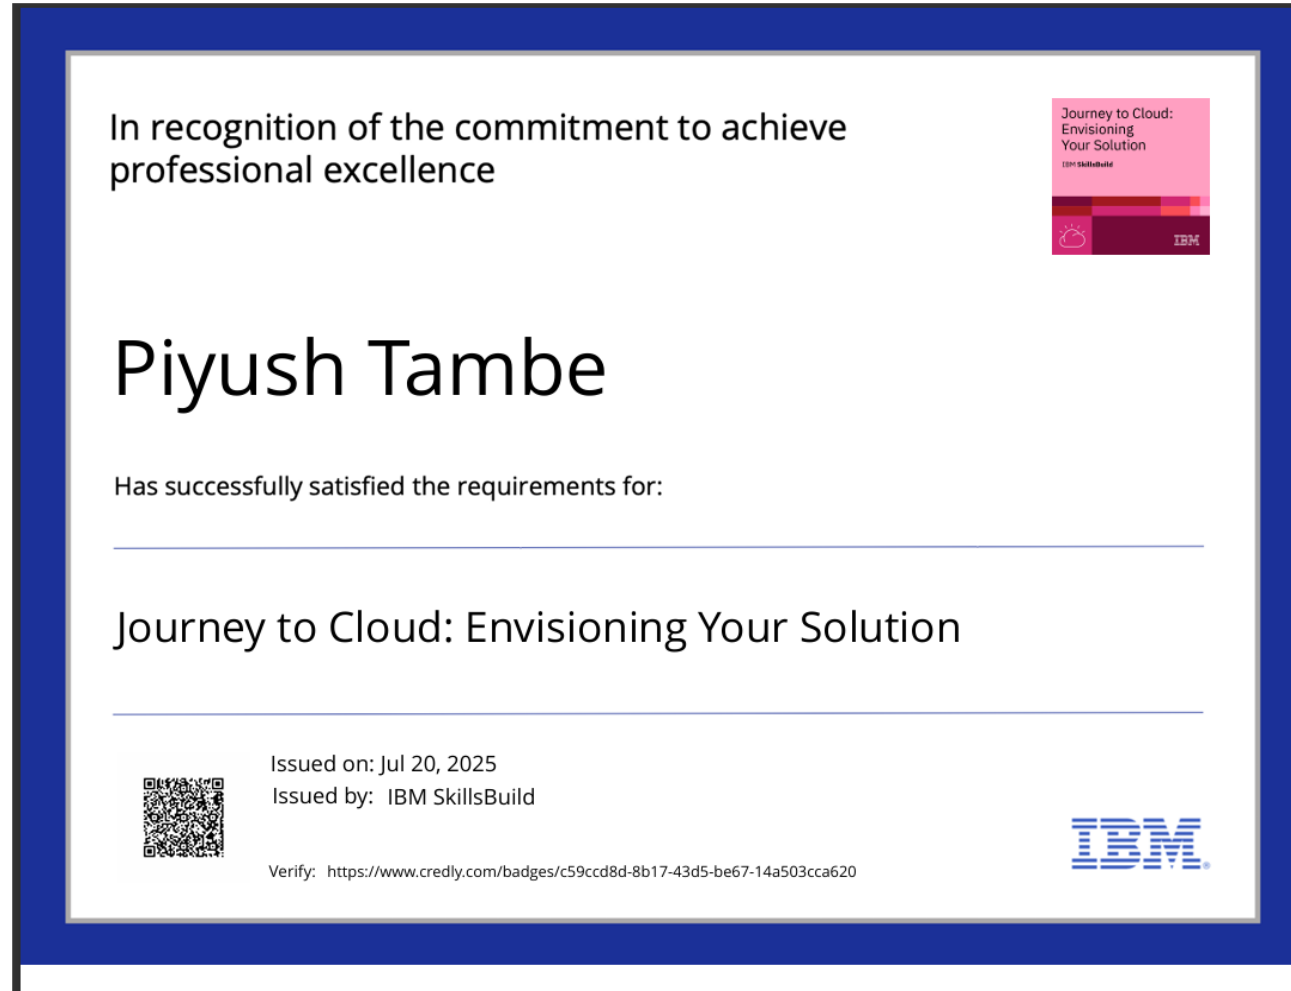 In recognition of the commitment to achieve
professional excellence
Journey to Cloud:
Envisioning
Your Solution
IBM SkillsBuild
IBM
Piyush Tambe
Has successfully satisfied the requirements for:
Journey to Cloud: Envisioning Your Solution
Issued on: Jul 20, 2025
Issued by: IBM SkillsBuild
Verify: https://www.credly.com/badges/c59ccd8d-8b17-43d5-be67-14a503cca620
IBM®